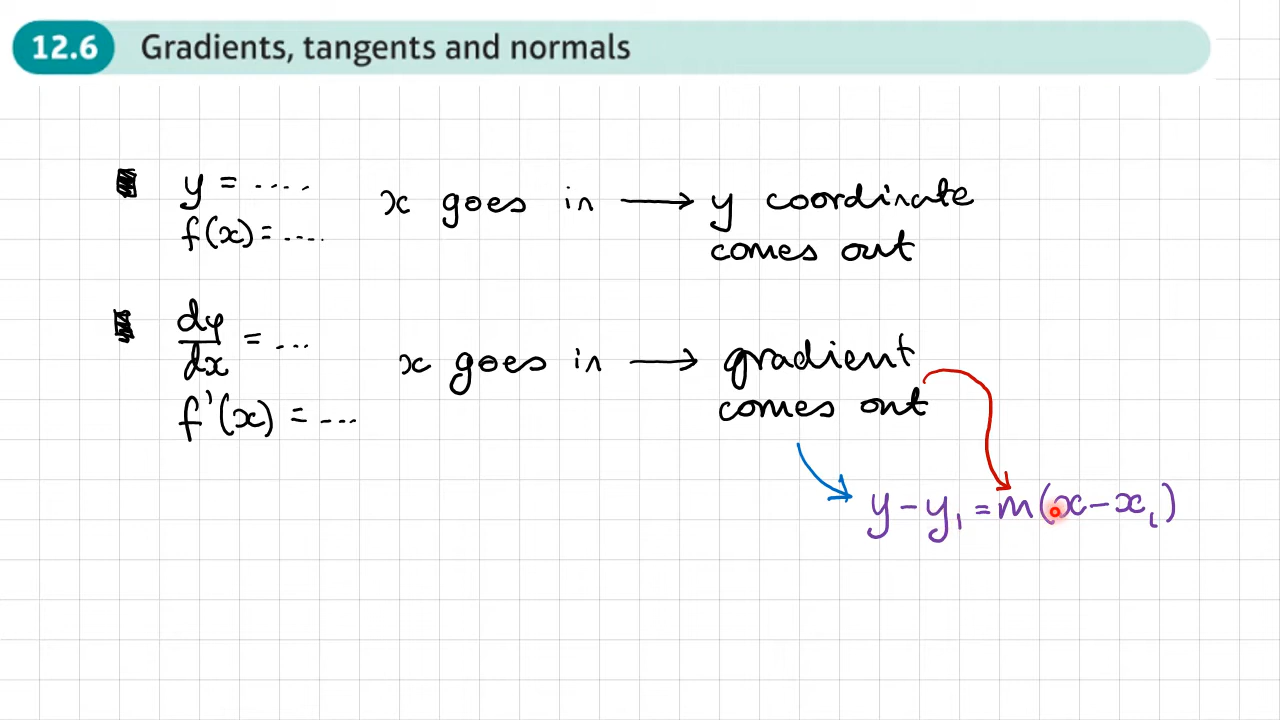 12.6 Gradients, tangents and normals
y = .... x goes in → y coordinate
f(x) = .... comes out
dy/dx = ... x goes in → gradient
f'(x) = ... comes out
y - y₁ = m(x - x₁)